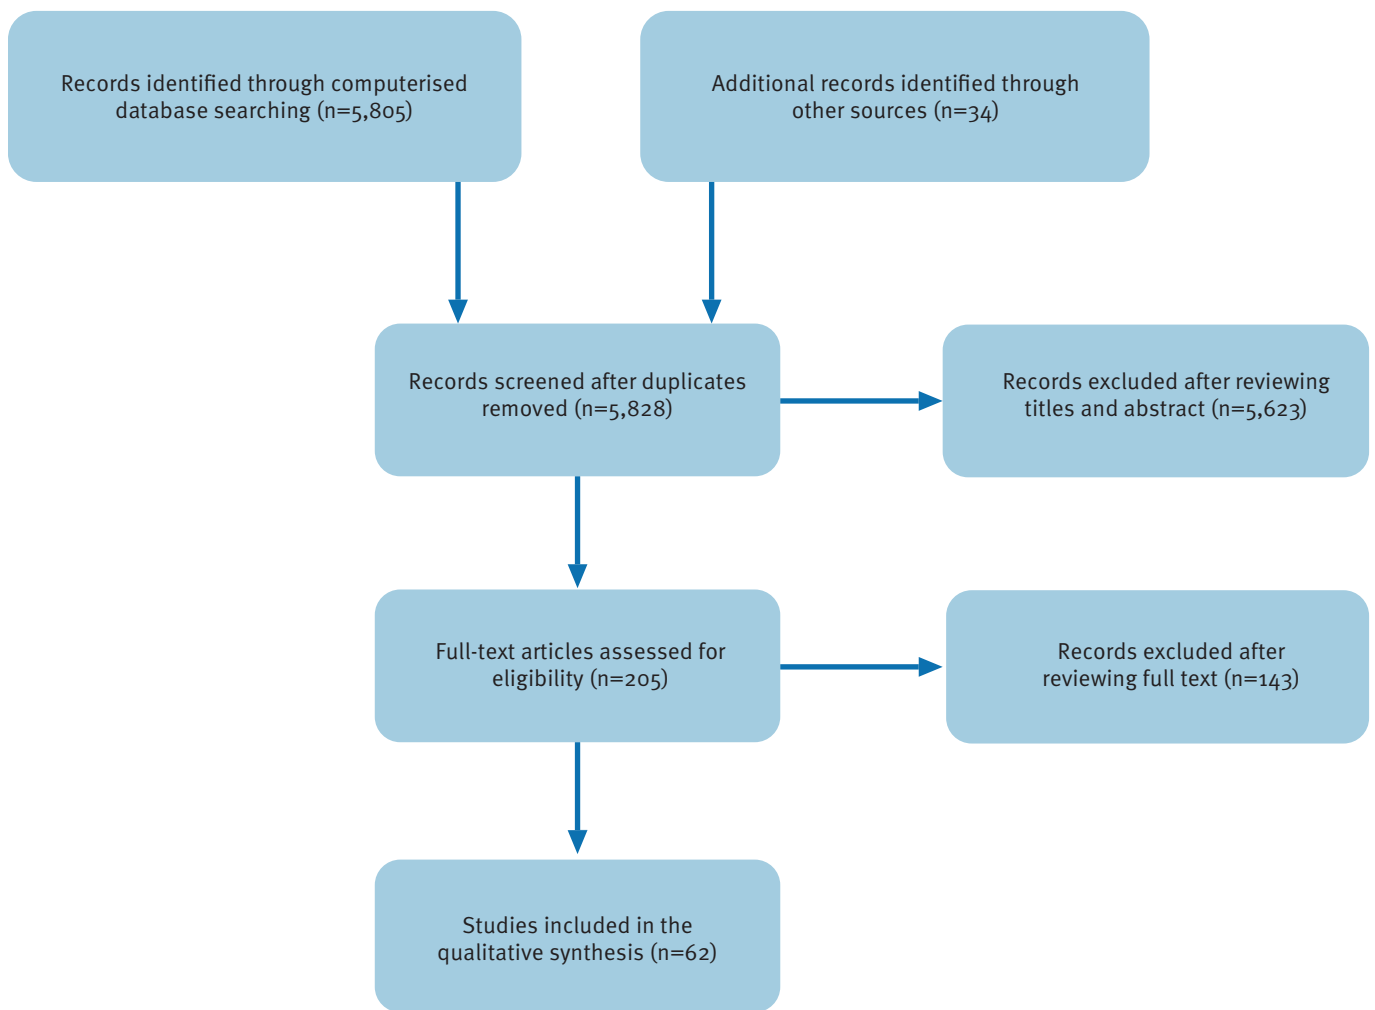 Records identified through computerised
database searching (n=5,805)
Additional records identified through
other sources (n=34)
Records screened after duplicates
removed (n=5,828)
Records excluded after reviewing
titles and abstract (n=5,623)
Full-text articles assessed for
eligibility (n=205)
Records excluded after
reviewing full text (n=143)
Studies included in the
qualitative synthesis (n=62)